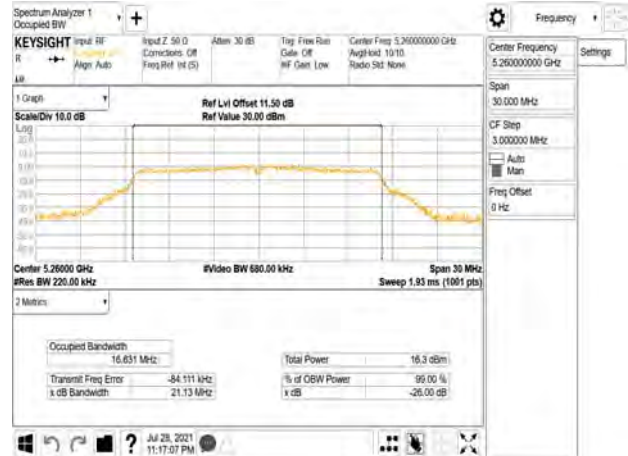 Spectrum Analyzer 1
Occupied BW
Frequency
KEYSIGHT
Input: RF
Input Z: 50 Ω
Atten: 30 dB
Trig: Free Run
Center Freq: 5.260000000 GHz
R
Corrections: Off
Gate: Off
Avg|Hold: 10/10
Align: Auto
Freq Ref: Int (S)
#IF Gain: Low
Radio Std: None
Center Frequency
5.260000000 GHz
Settings
Span
30.000 MHz
CF Step
3.000000 MHz
Auto
Man
Freq Offset
0 Hz
1 Graph
Ref Lvl Offset 11.50 dB
Scale/Div 10.0 dB
Ref Value 30.00 dBm
Log
Center 5.26000 GHz
#Video BW 680.00 kHz
Span 30 MHz
#Res BW 220.00 kHz
Sweep 1.93 ms (1001 pts)
2 Metrics
Occupied Bandwidth
16.631 MHz
Total Power
16.3 dBm
Transmit Freq Error
-84.111 kHz
% of OBW Power
99.00 %
x dB Bandwidth
21.13 MHz
x dB
-26.00 dB
?
Jul 28, 2021
11:17:07 PM